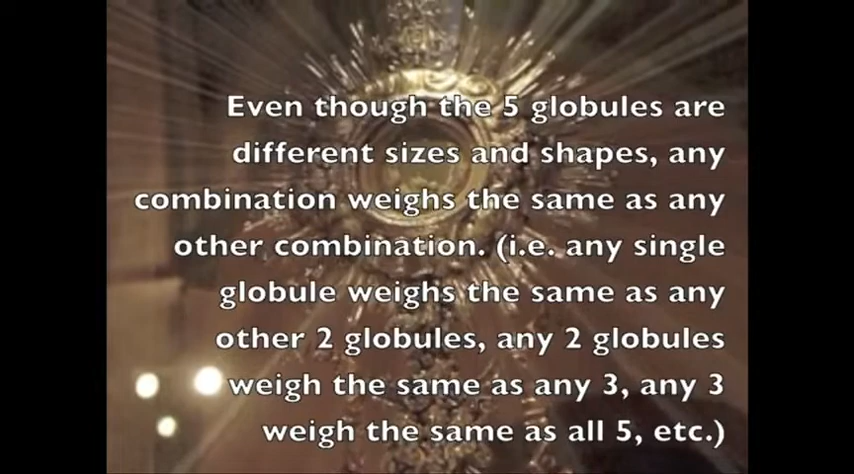 Even though the 5 globules are
different sizes and shapes, any
combination weighs the same as any
other combination. (i.e. any single
globule weighs the same as any
other 2 globules, any 2 globules
weigh the same as any 3, any 3
weigh the same as all 5, etc.)